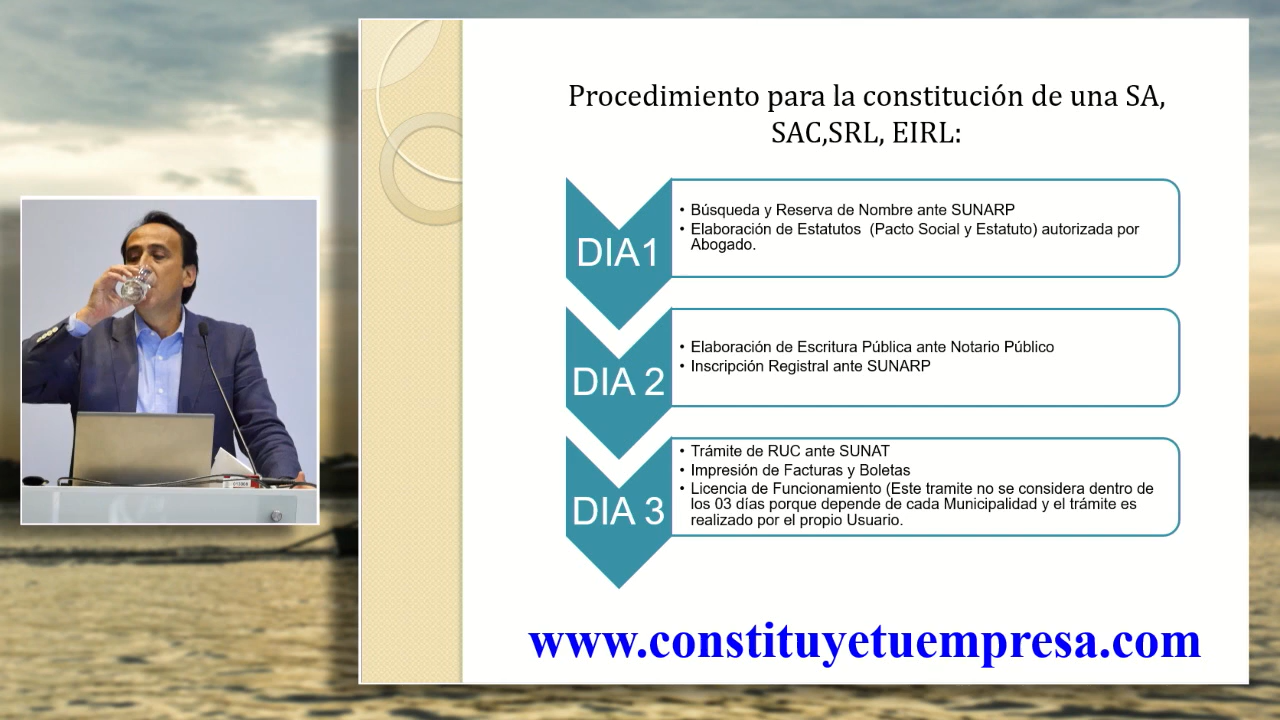 Procedimiento para la constitución de una SA,
SAC,SRL, EIRL:
DIA1
• Búsqueda y Reserva de Nombre ante SUNARP
• Elaboración de Estatutos  (Pacto Social y Estatuto) autorizada por
Abogado.
DIA 2
• Elaboración de Escritura Pública ante Notario Público
• Inscripción Registral ante SUNARP
DIA 3
• Trámite de RUC ante SUNAT
• Impresión de Facturas y Boletas
• Licencia de Funcionamiento (Este tramite no se considera dentro de
los 03 días porque depende de cada Municipalidad y el trámite es
realizado por el propio Usuario.
www.constituyetuempresa.com